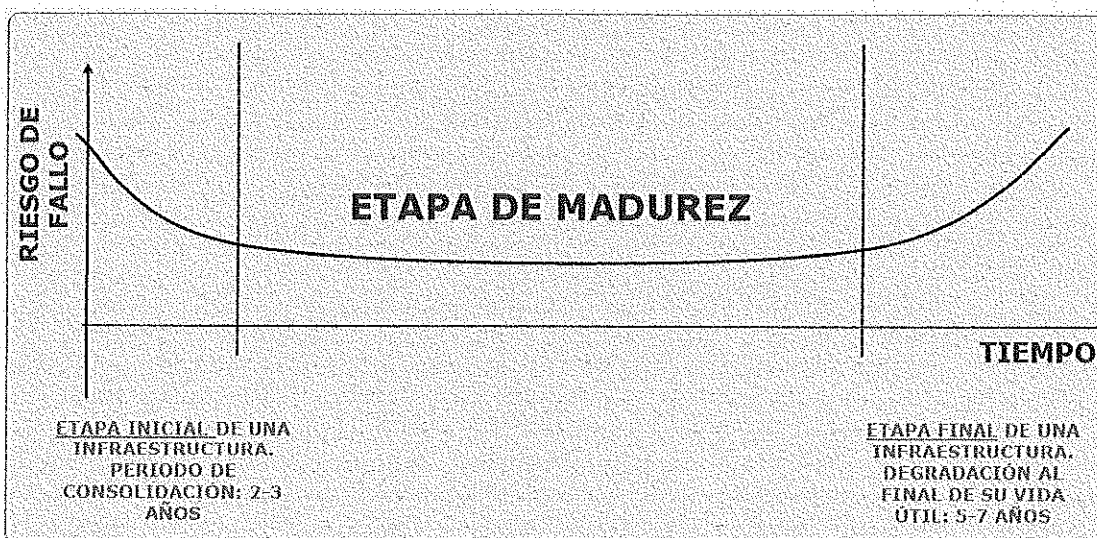 RIESGO DE
FALLO
ETAPA DE MADUREZ
TIEMPO
ETAPA INICIAL DE UNA
INFRAESTRUCTURA.
PERIODO DE
CONSOLIDACIÓN: 2-3
AÑOS
ETAPA FINAL DE UNA
INFRAESTRUCTURA.
DEGRADACIÓN AL
FINAL DE SU VIDA
ÚTIL: 5-7 AÑOS